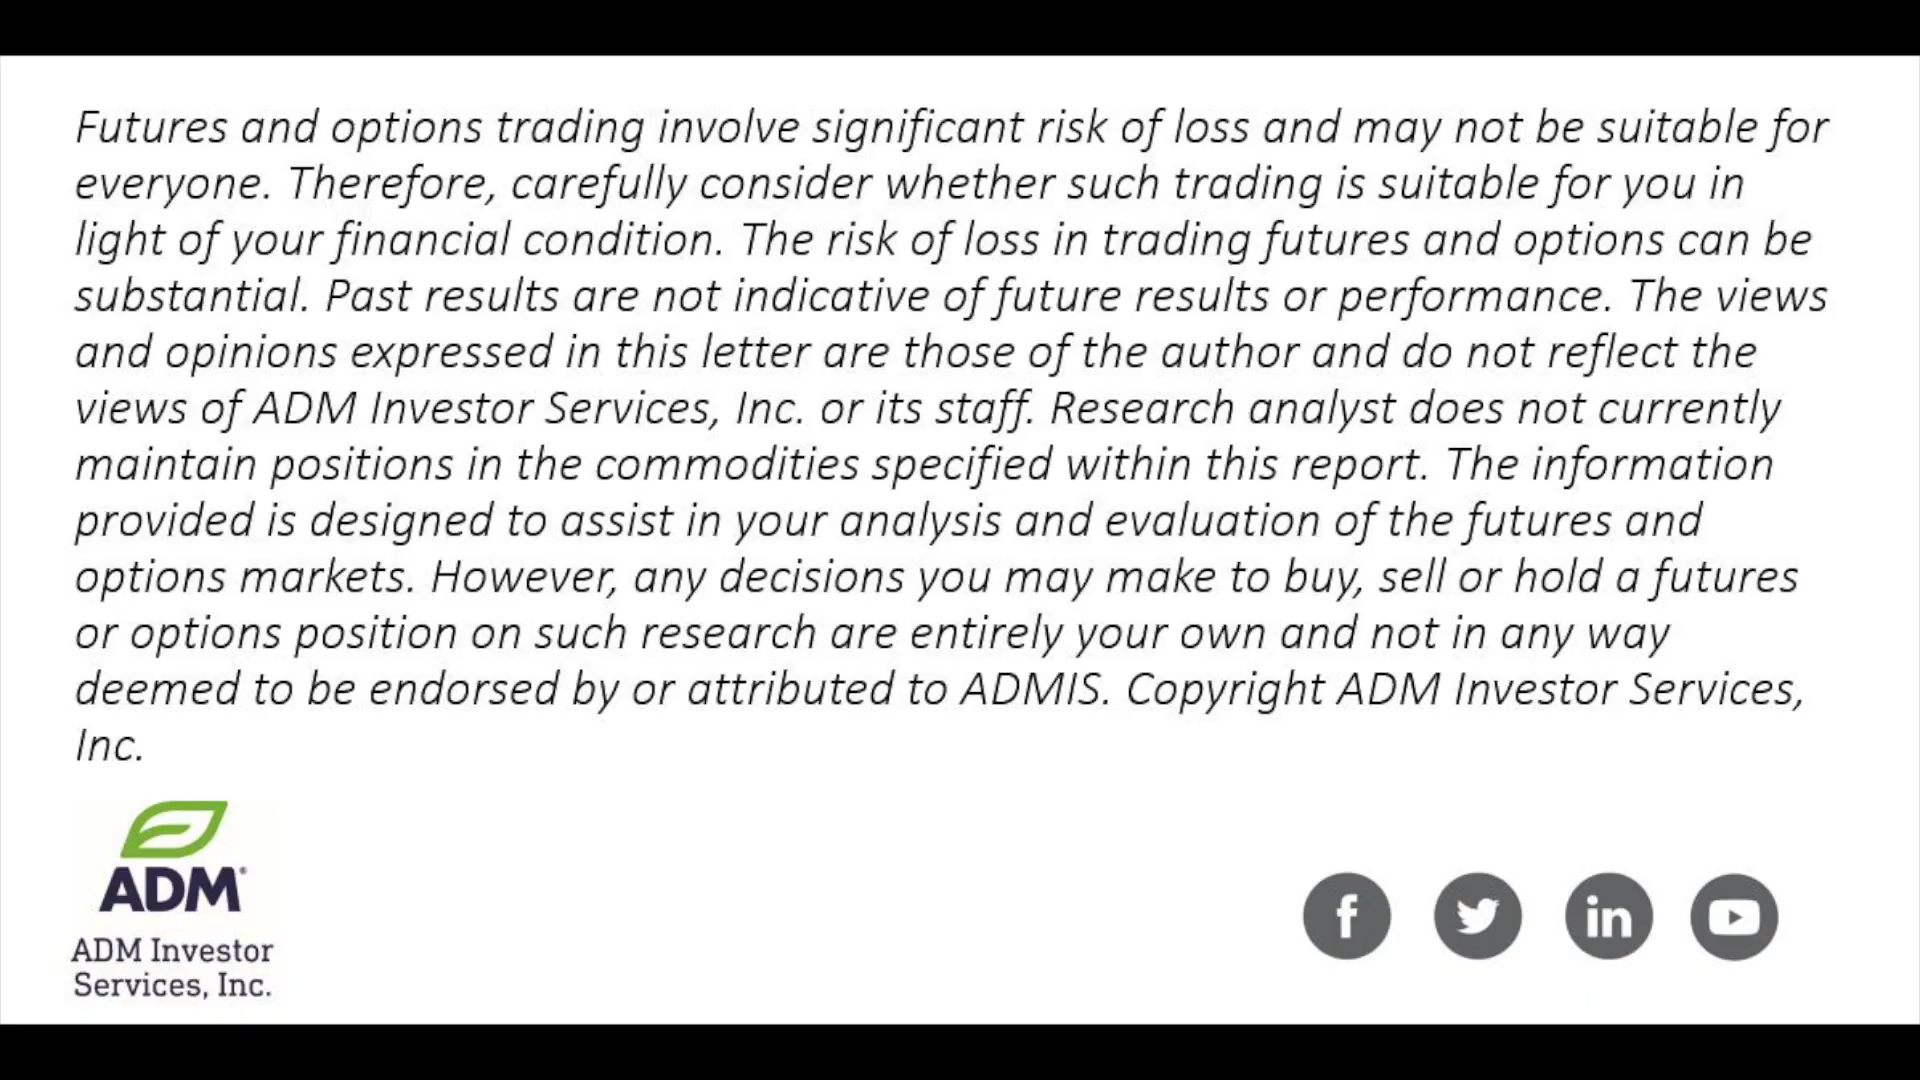 Futures and options trading involve significant risk of loss and may not be suitable for
everyone. Therefore, carefully consider whether such trading is suitable for you in
light of your financial condition. The risk of loss in trading futures and options can be
substantial. Past results are not indicative of future results or performance. The views
and opinions expressed in this letter are those of the author and do not reflect the
views of ADM Investor Services, Inc. or its staff. Research analyst does not currently
maintain positions in the commodities specified within this report. The information
provided is designed to assist in your analysis and evaluation of the futures and
options markets. However, any decisions you may make to buy, sell or hold a futures
or options position on such research are entirely your own and not in any way
deemed to be endorsed by or attributed to ADMIS. Copyright ADM Investor Services,
Inc.
ADM®
ADM Investor
Services, Inc.
f
in